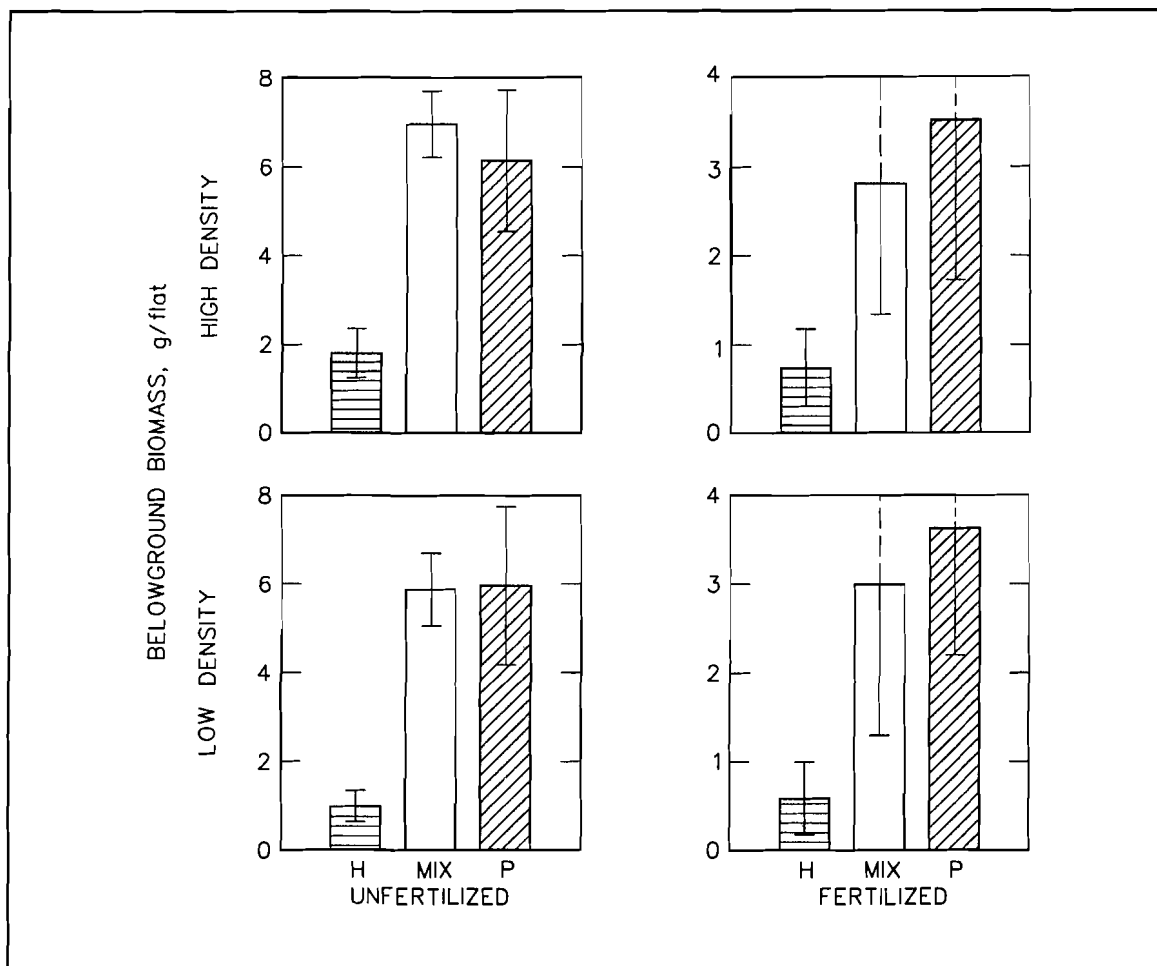 BELOWGROUND BIOMASS, g/flat
HIGH DENSITY
8
6
4
2
0
4
3
2
1
0
LOW DENSITY
8
6
4
2
0
H MIX P
UNFERTILIZED
4
3
2
1
0
H MIX P
FERTILIZED